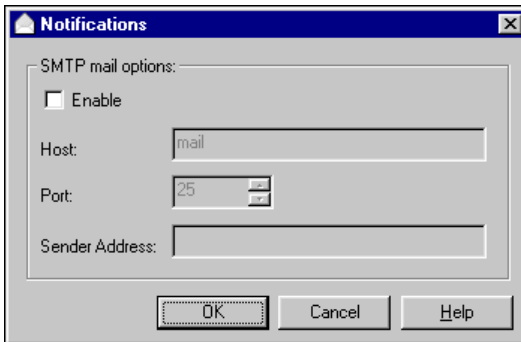 Notifications
SMTP mail options:
Enable
Host: mail
Port: 25
Sender Address:
OK Cancel Help